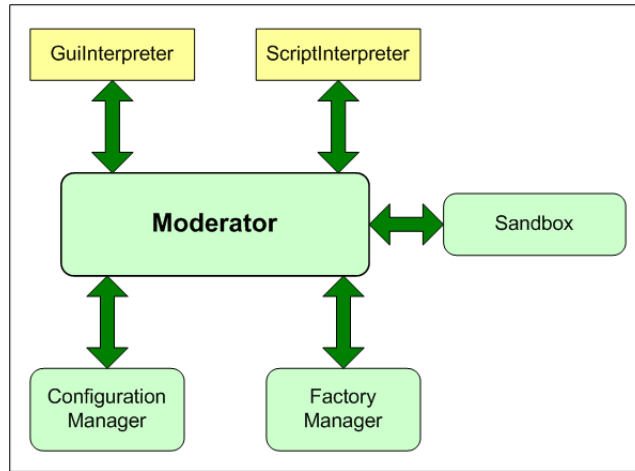 GuiInterpreter
ScriptInterpreter
Moderator
Sandbox
Configuration
Manager
Factory
Manager